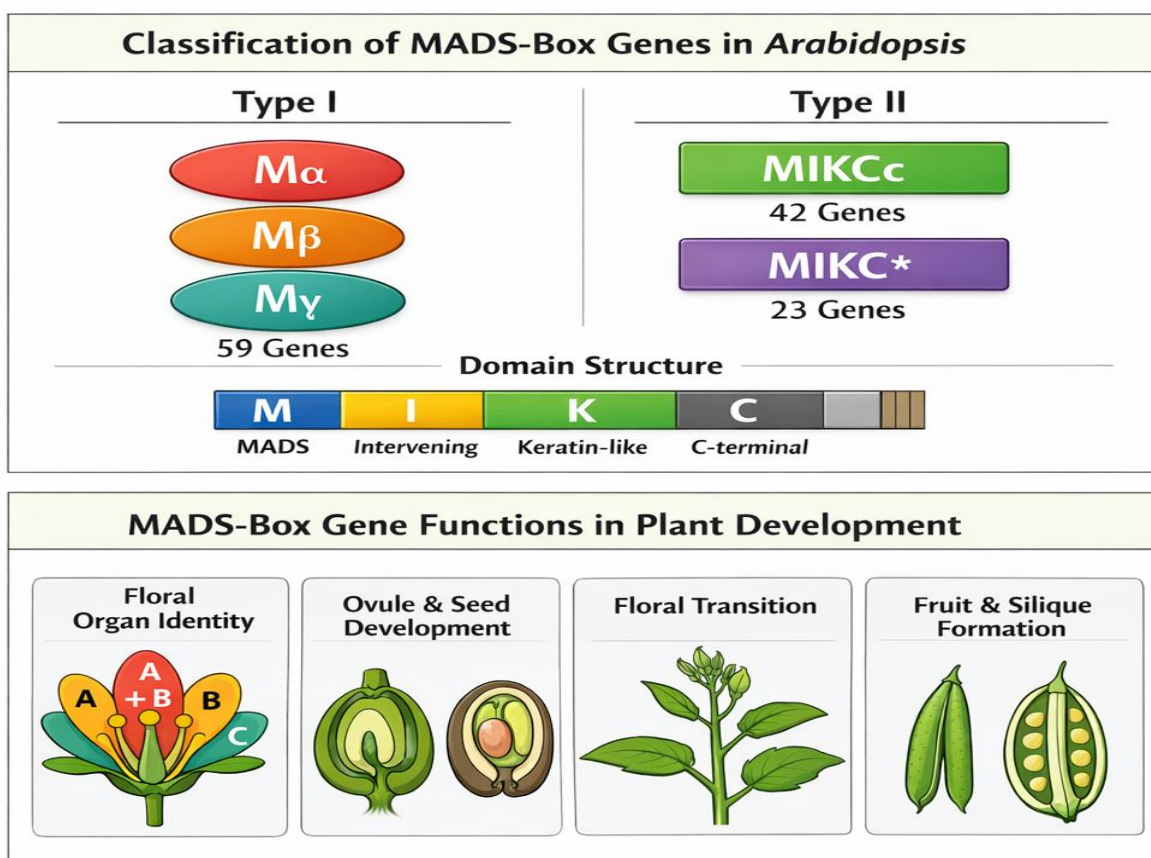 Classification of MADS-Box Genes in Arabidopsis
Type I
Mα
Mβ
Mγ
59 Genes
Type II
MIKCc
42 Genes
MIKC*
23 Genes
Domain Structure
M I K C
MADS Intervening Keratin-like C-terminal
MADS-Box Gene Functions in Plant Development
Floral
Organ Identity
A
A
+B
B
C
Ovule & Seed
Development
Floral Transition
Fruit & Silique
Formation